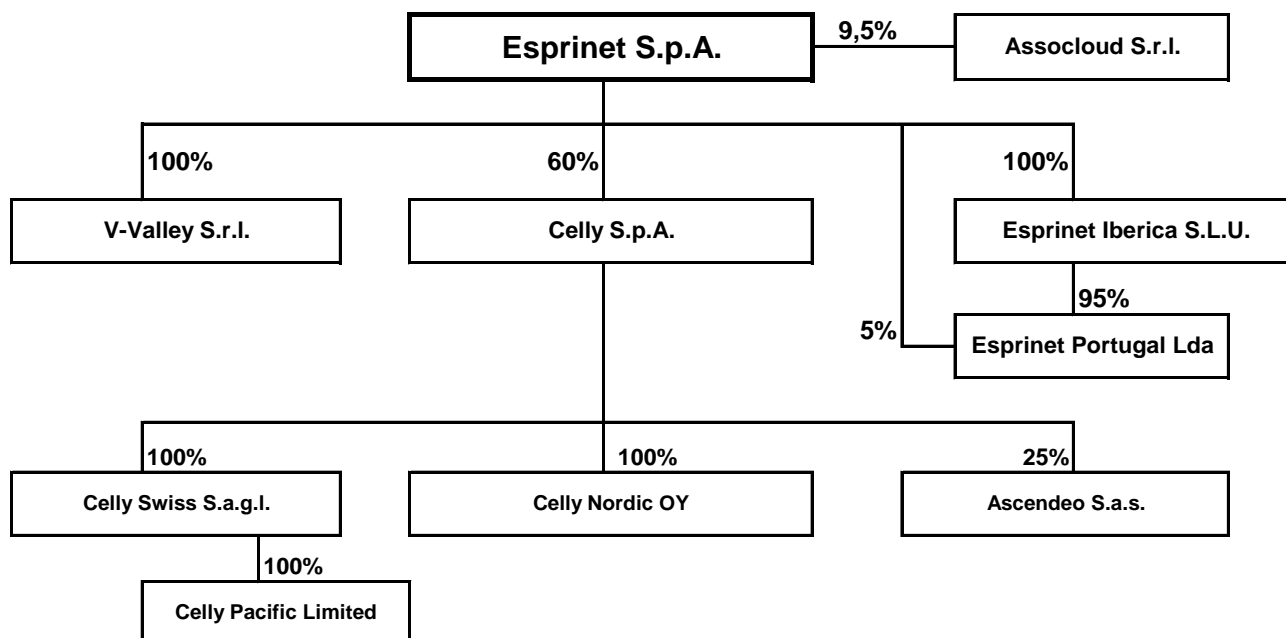 Esprinet S.p.A.
9,5%
Assocloud S.r.l.
100%
60%
100%
V-Valley S.r.l.
Celly S.p.A.
Esprinet Iberica S.L.U.
95%
5%
Esprinet Portugal Lda
100%
100%
25%
Celly Swiss S.a.g.l.
Celly Nordic OY
Ascendeo S.a.s.
100%
Celly Pacific Limited